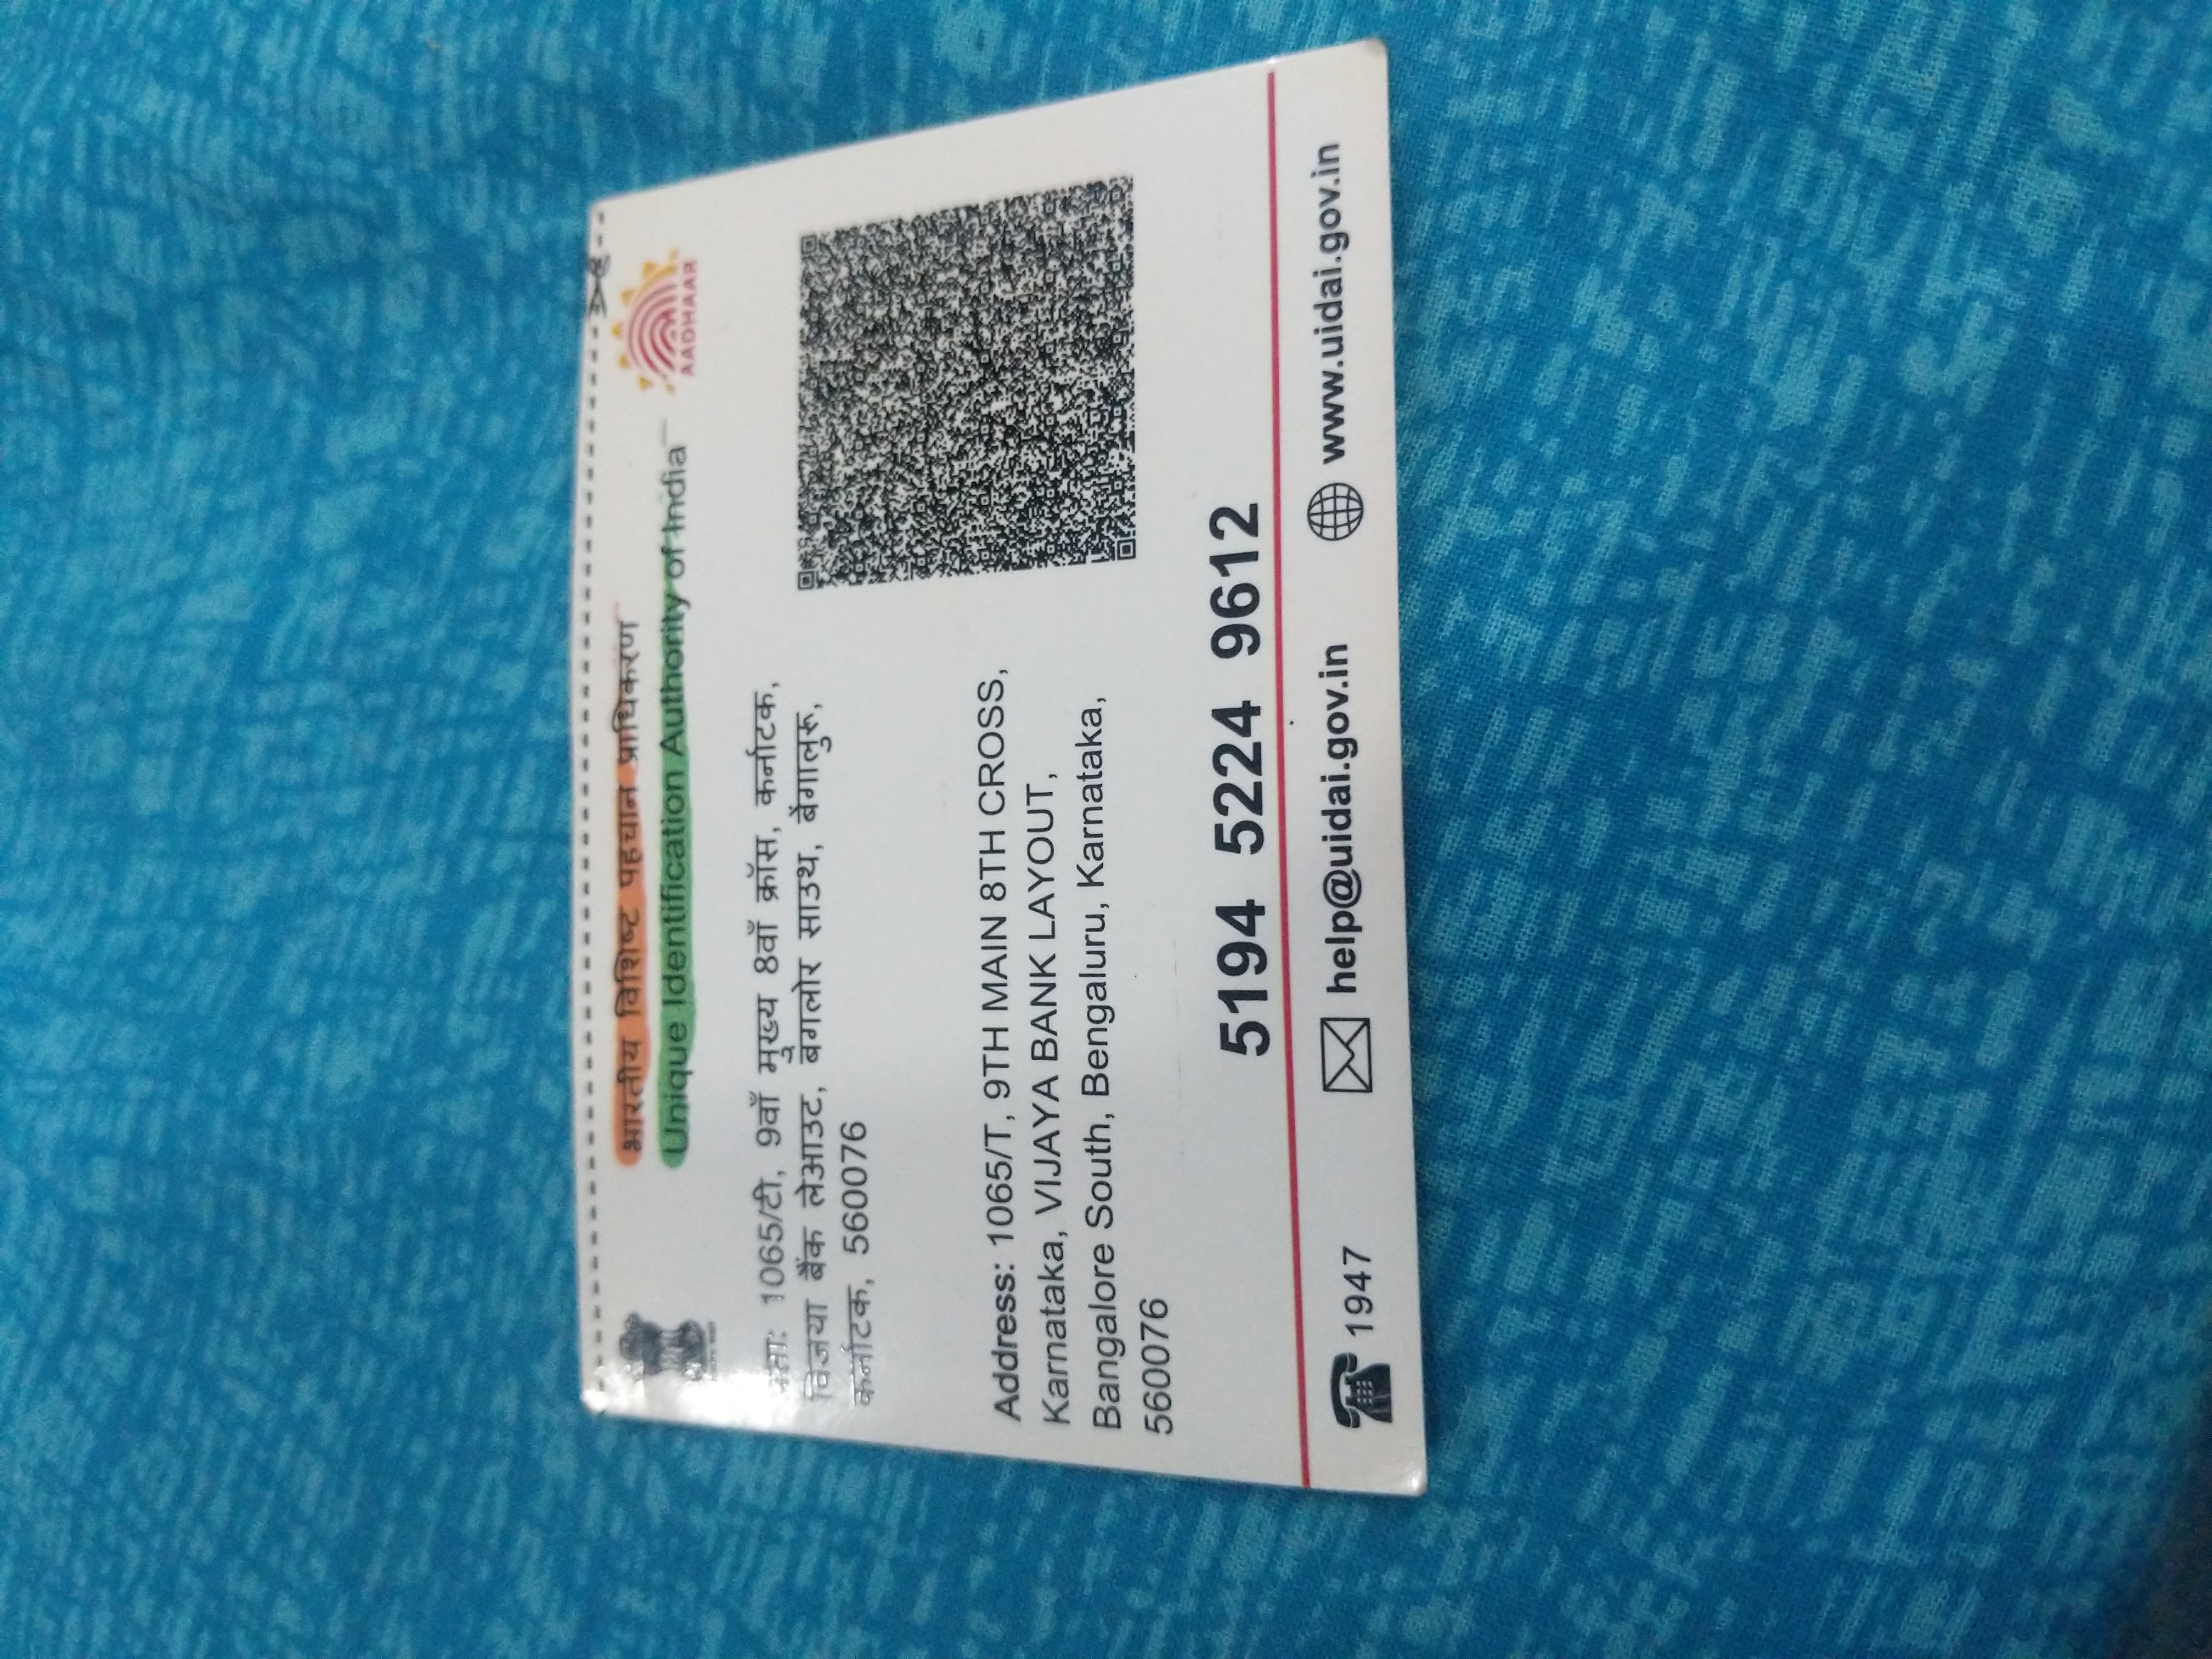 भारतीय विशिष्ट पहचान प्राधिकरण
Unique Identification Authority of India
AADHAAR
पता: 1065/टी, 9वाँ मुख्य 8वाँ क्रॉस, कर्नाटक,
विजया बैंक लेआउट, बंगलोर साउथ, बेंगालुरू,
कर्नाटक, 560076
Address: 1065/T, 9TH MAIN 8TH CROSS,
Karnataka, VIJAYA BANK LAYOUT,
Bangalore South, Bengaluru, Karnataka,
560076
5194 5224 9612
1947 help@uidai.gov.in www.uidai.gov.in